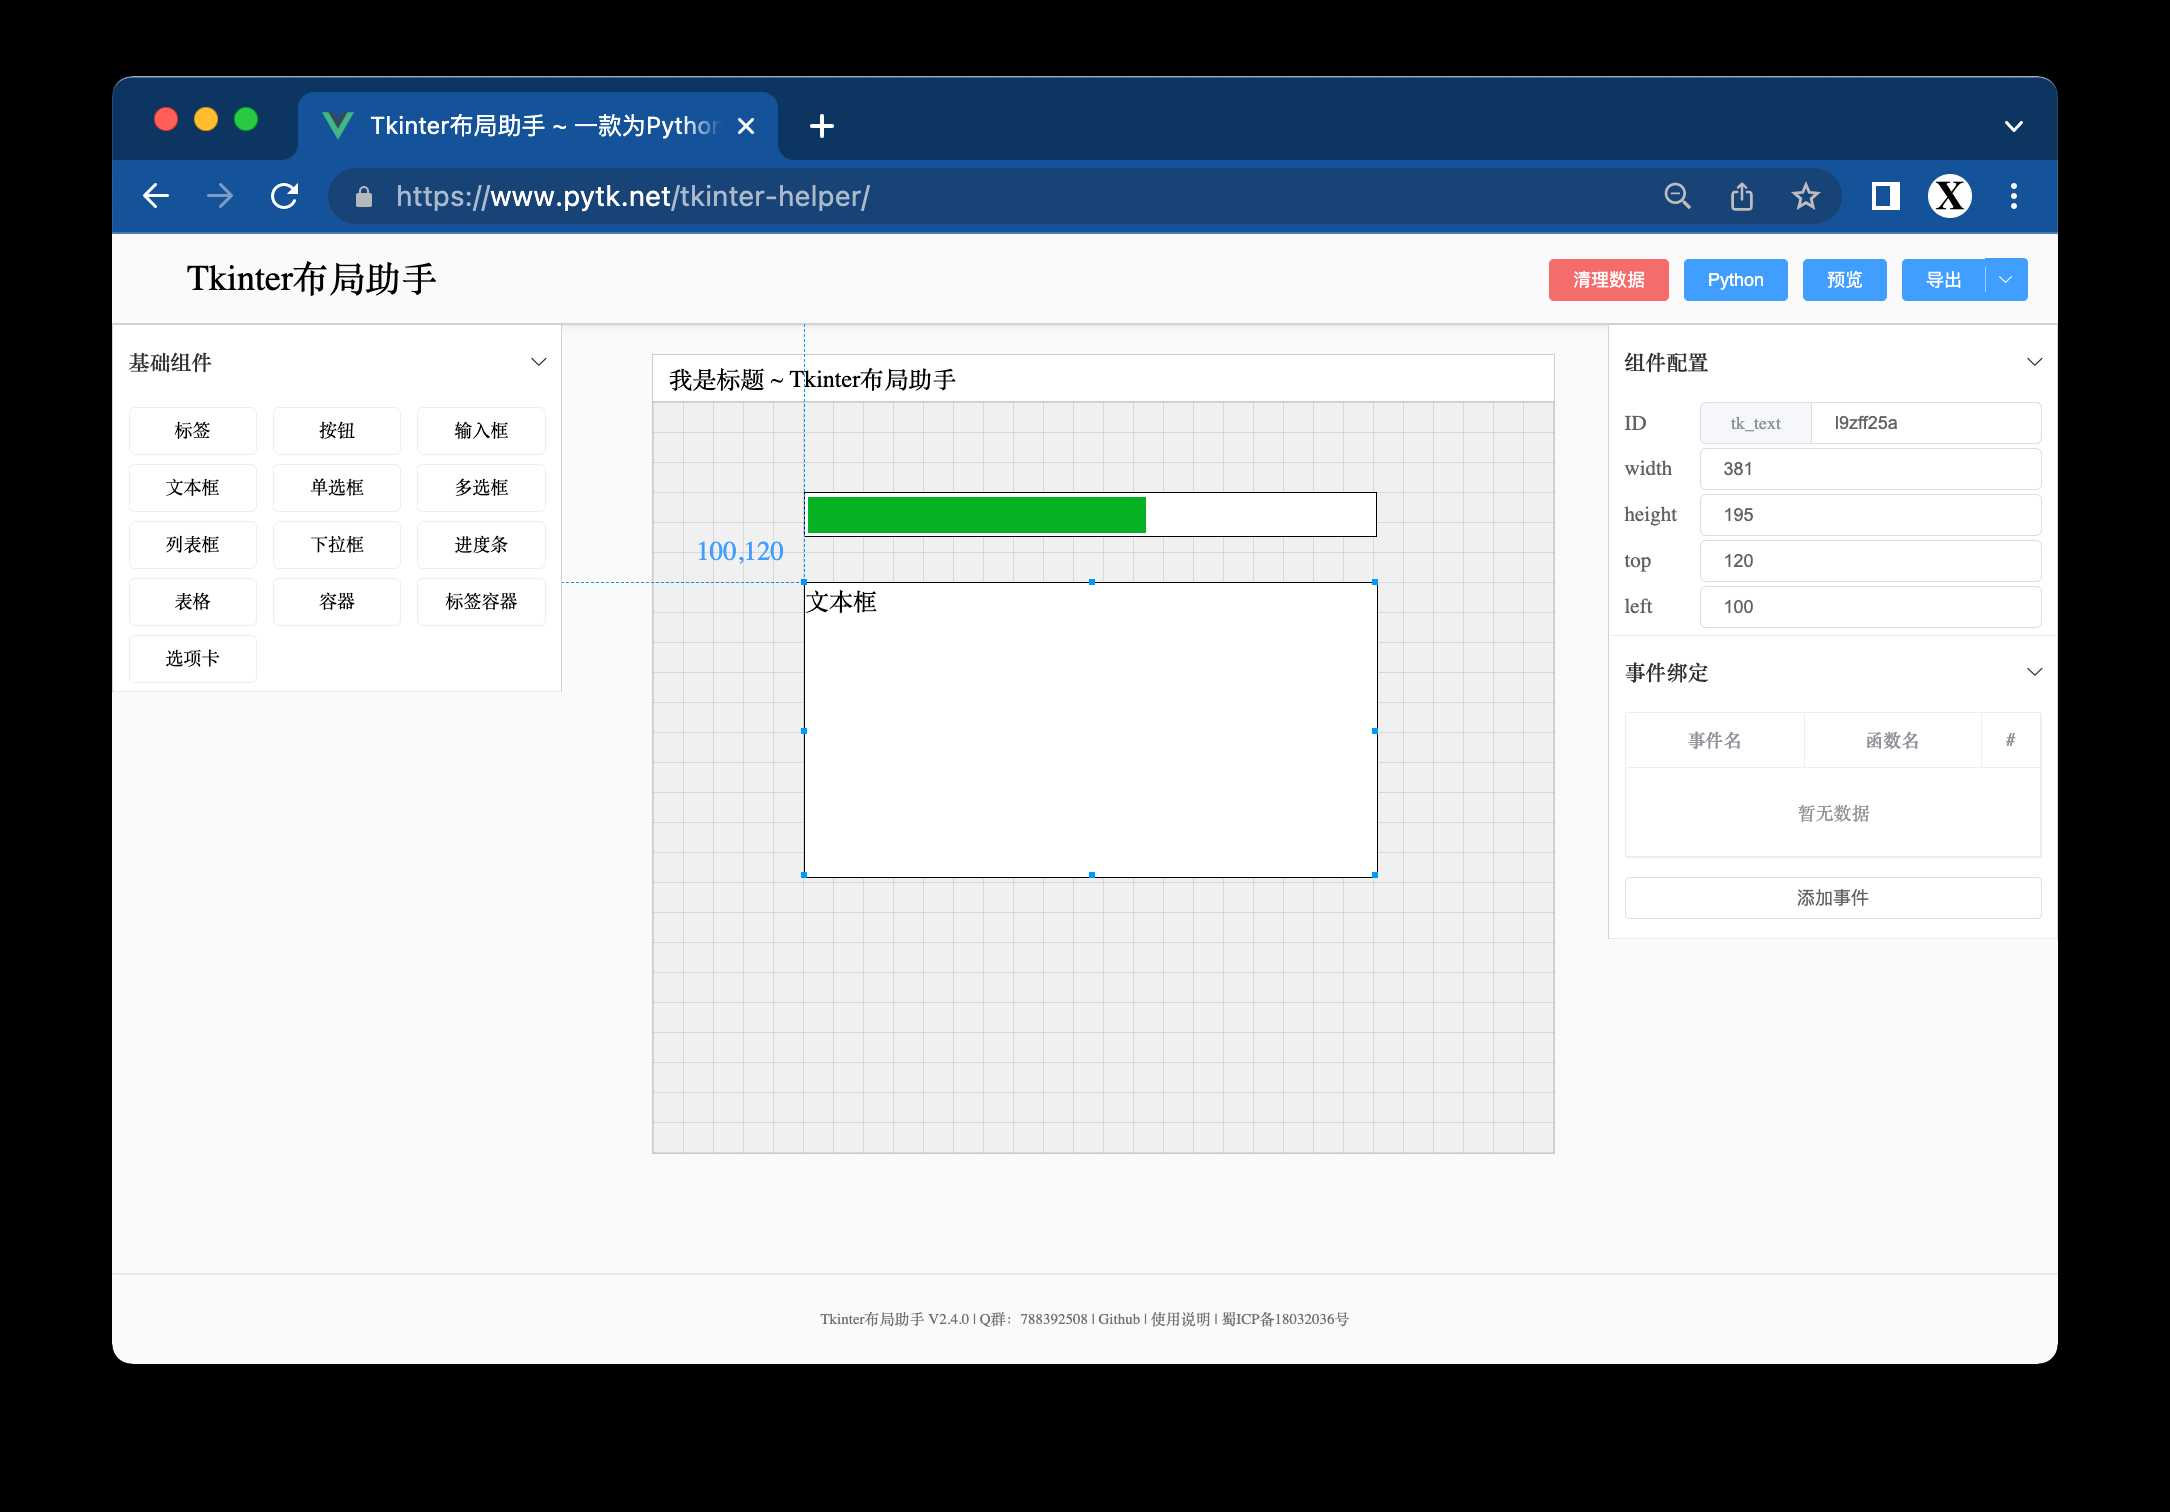 Tkinter布局助手 ~ 一款为Pytho
https://www.pytk.net/tkinter-helper/
X
Tkinter布局助手
清理数据
Python
预览
导出
基础组件
标签
按钮
输入框
文本框
单选框
多选框
列表框
下拉框
进度条
表格
容器
标签容器
选项卡
我是标题 ~ Tkinter布局助手
100,120
文本框
组件配置
ID
tk_text
l9zff25a
width
381
height
195
top
120
left
100
事件绑定
事件名
函数名
#
暂无数据
添加事件
Tkinter布局助手 V2.4.0 | Q群：788392508 | Github | 使用说明 | 蜀ICP备18032036号